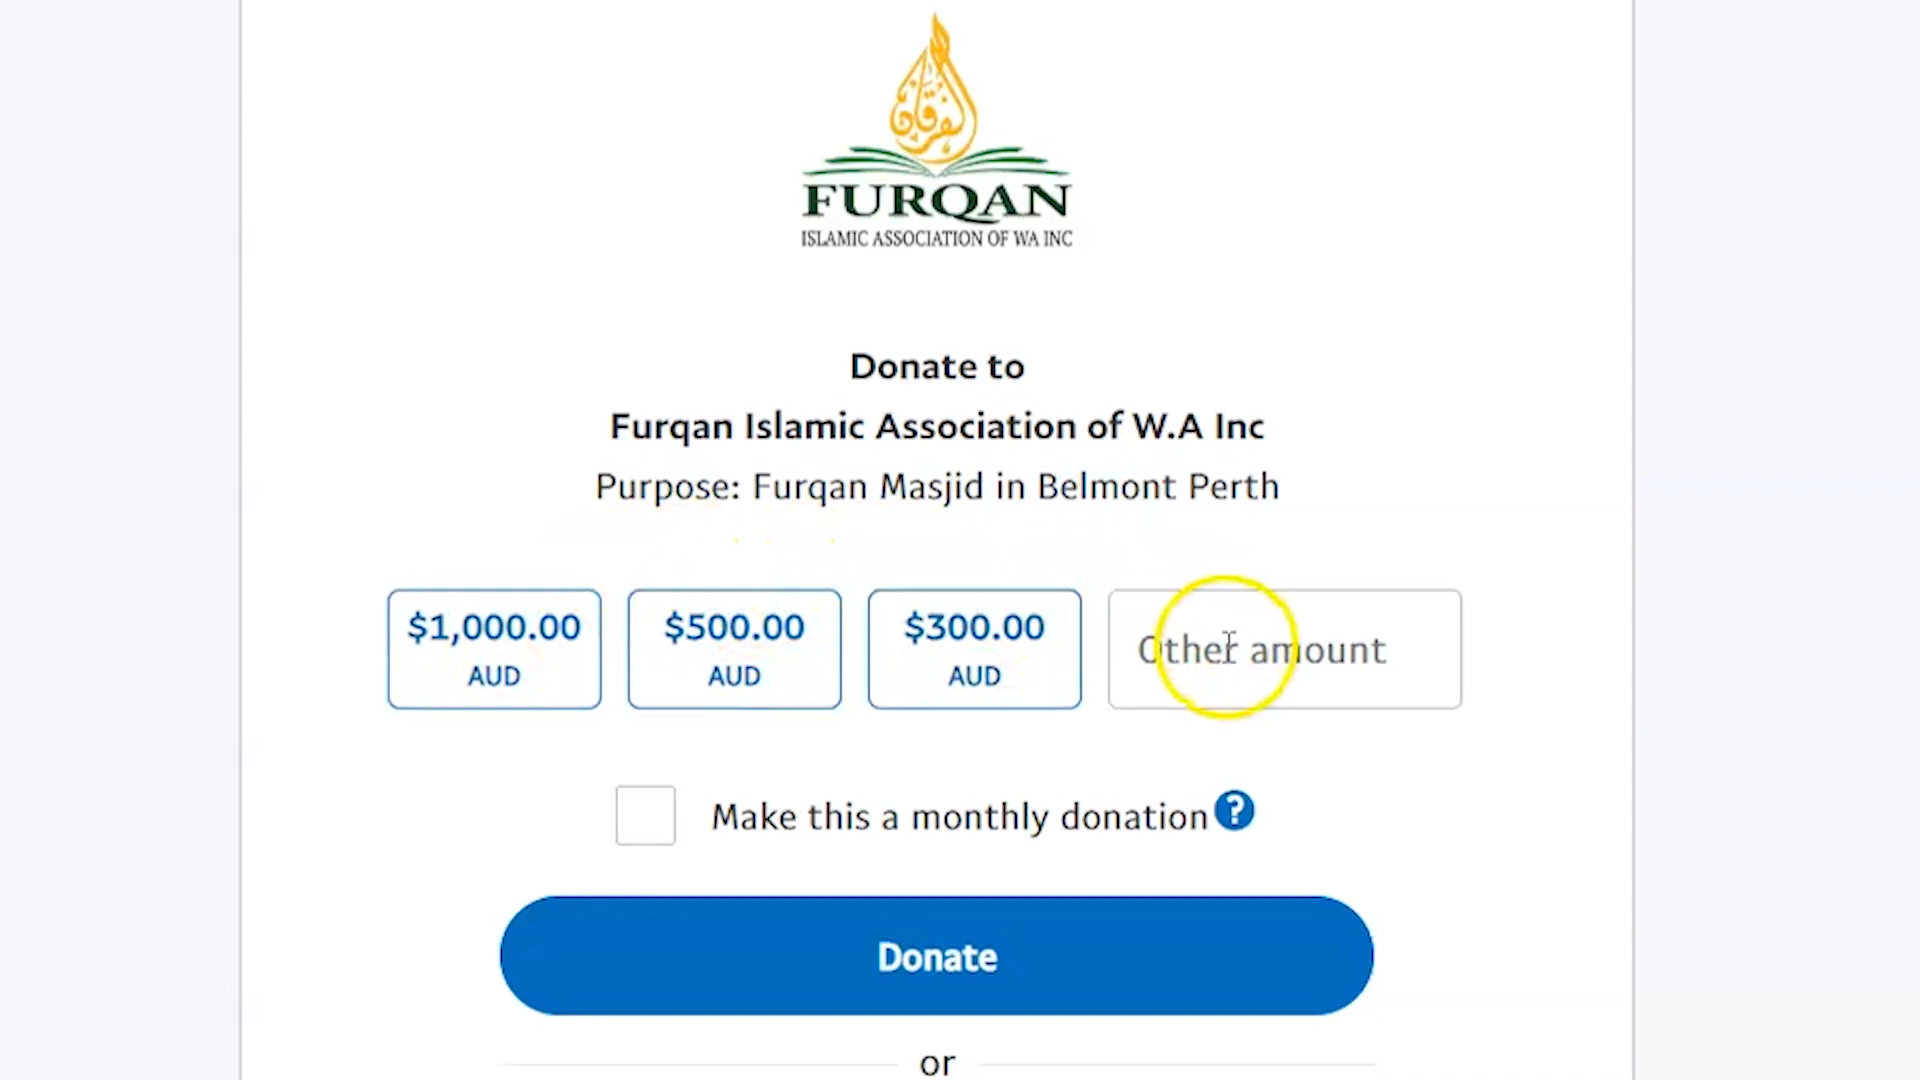 الفرقان
FURQAN
ISLAMIC ASSOCIATION OF WA INC
Donate to
Furqan Islamic Association of W.A Inc
Purpose: Furqan Masjid in Belmont Perth
$1,000.00 AUD
$500.00 AUD
$300.00 AUD
Other amount
Make this a monthly donation ?
Donate
or